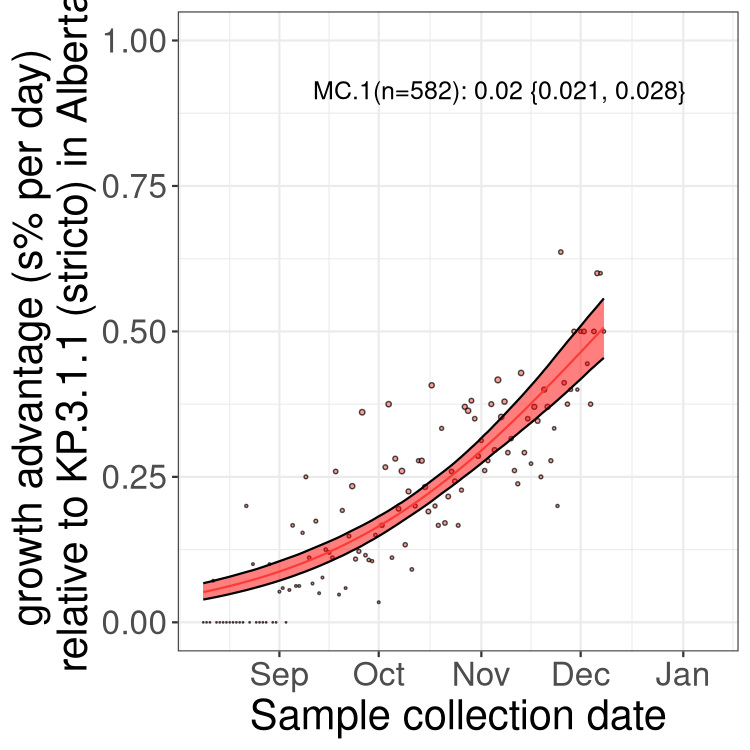 growth advantage (s% per day)
relative to KP.3.1.1 (stricto) in Alberta
1.00
0.75
0.50
0.25
0.00
MC.1(n=582): 0.02 {0.021, 0.028}
Sep Oct Nov Dec Jan
Sample collection date